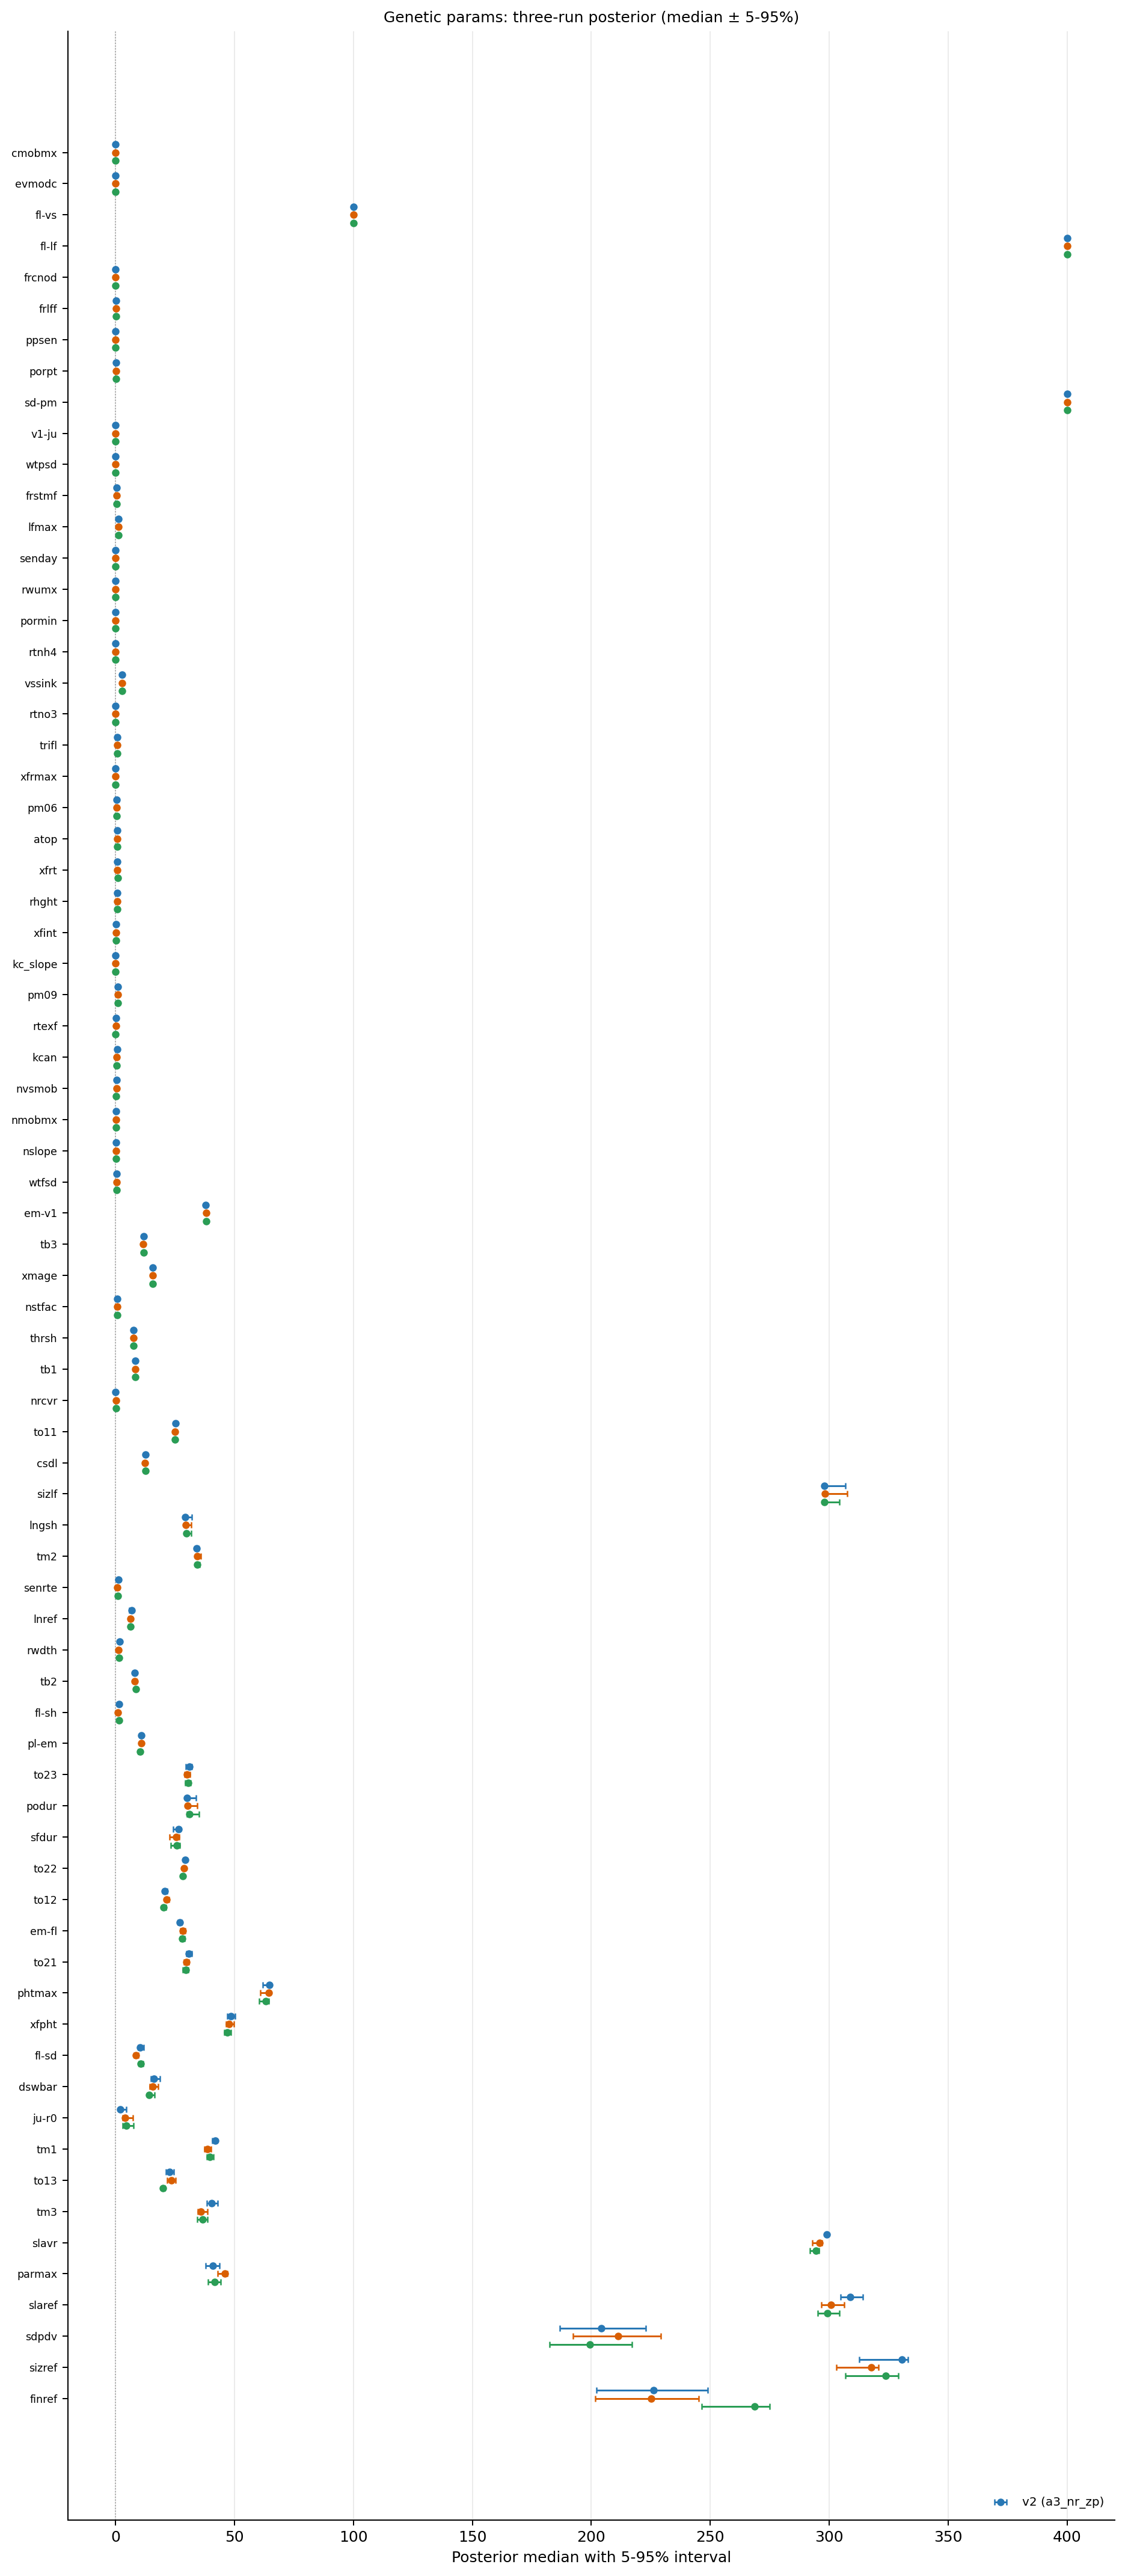 Genetic params: three-run posterior (median ± 5-95%)
cmobmx
evmodc
fl-vs
fl-lf
frcnod
frlff
ppsen
porpt
sd-pm
v1-ju
wtpsd
frstmf
lfmax
senday
rwumx
pormin
rtnh4
vssink
rtno3
trifl
xfrmax
pm06
atop
xfrt
rhght
xfint
kc_slope
pm09
rtexf
kcan
nvsmob
nmobmx
nslope
wtfsd
em-v1
tb3
xmage
nstfac
thrsh
tb1
nrcvr
to11
csdl
sizlf
lngsh
tm2
senrte
lnref
rwdth
tb2
fl-sh
pl-em
to23
podur
sfdur
to22
to12
em-fl
to21
phtmax
xfpht
fl-sd
dswbar
ju-r0
tm1
to13
tm3
slavr
parmax
slaref
sdpdv
sizref
finref
v2 (a3_nr_zp)
0 50 100 150 200 250 300 350 400
Posterior median with 5-95% interval